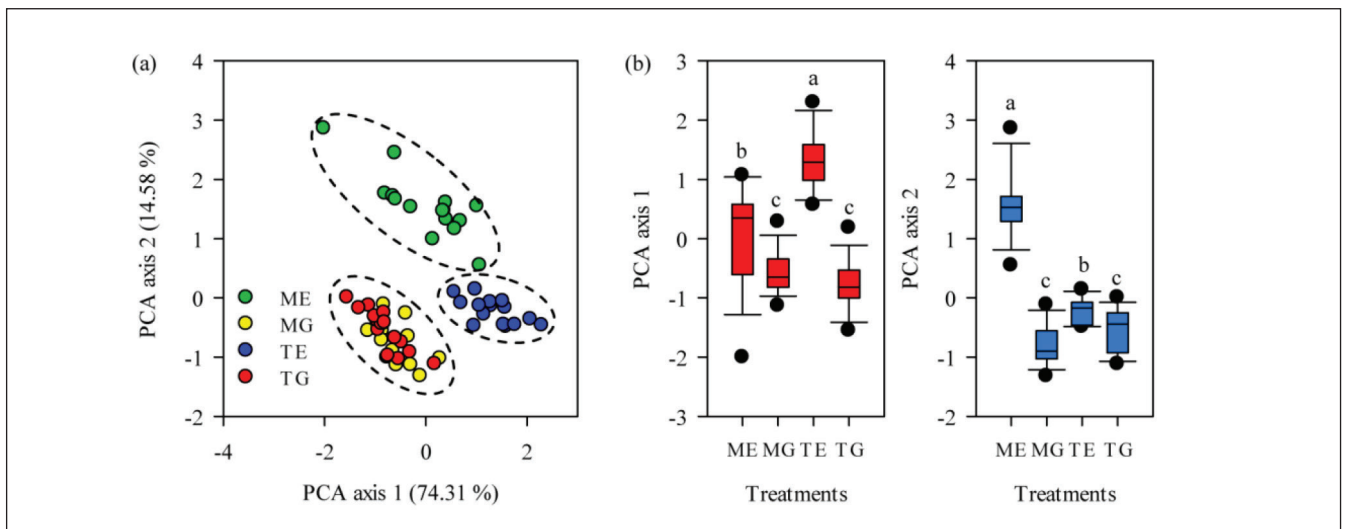 (a)
4
3
2
1
0
-1
-2
PCA axis 2 (14.58 %)
ME
MG
TE
TG
-4 -2 0 2
PCA axis 1 (74.31 %)
(b)
3
2
1
0
-1
-2
-3
PCA axis 1
b
c
a
c
ME MG TE TG
Treatments
4
3
2
1
0
-1
-2
PCA axis 2
a
c
b
c
ME MG TE TG
Treatments